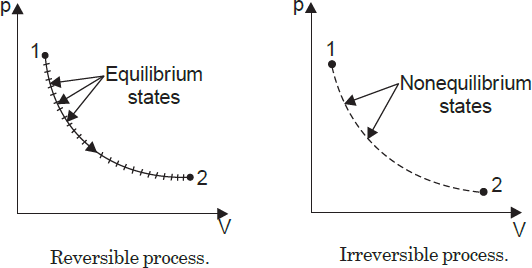 p
1
Equilibrium
states
2
V
Reversible process.
p
1
Nonequilibrium
states
2
V
Irreversible process.